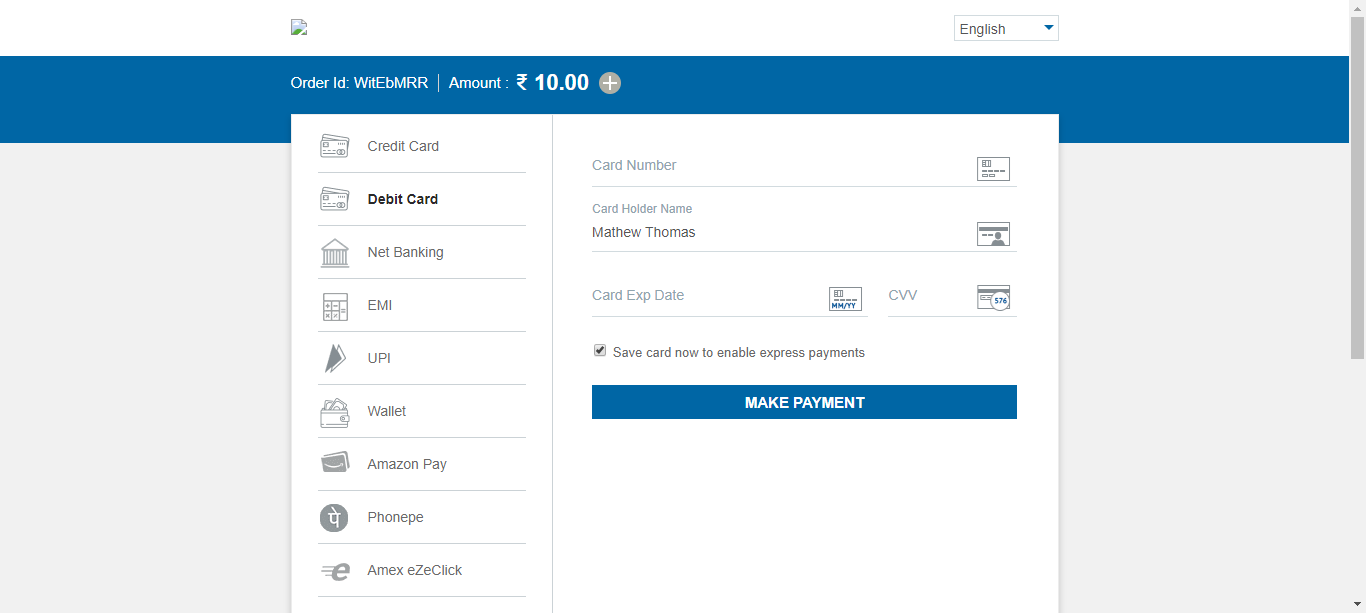 English
Order Id: WitEbMRR | Amount : ₹ 10.00
Credit Card
Debit Card
Net Banking
EMI
UPI
Wallet
Amazon Pay
Phonepe
Amex eZeClick
Card Number
Card Holder Name
Mathew Thomas
Card Exp Date
MM/YY
CVV
576
Save card now to enable express payments
MAKE PAYMENT